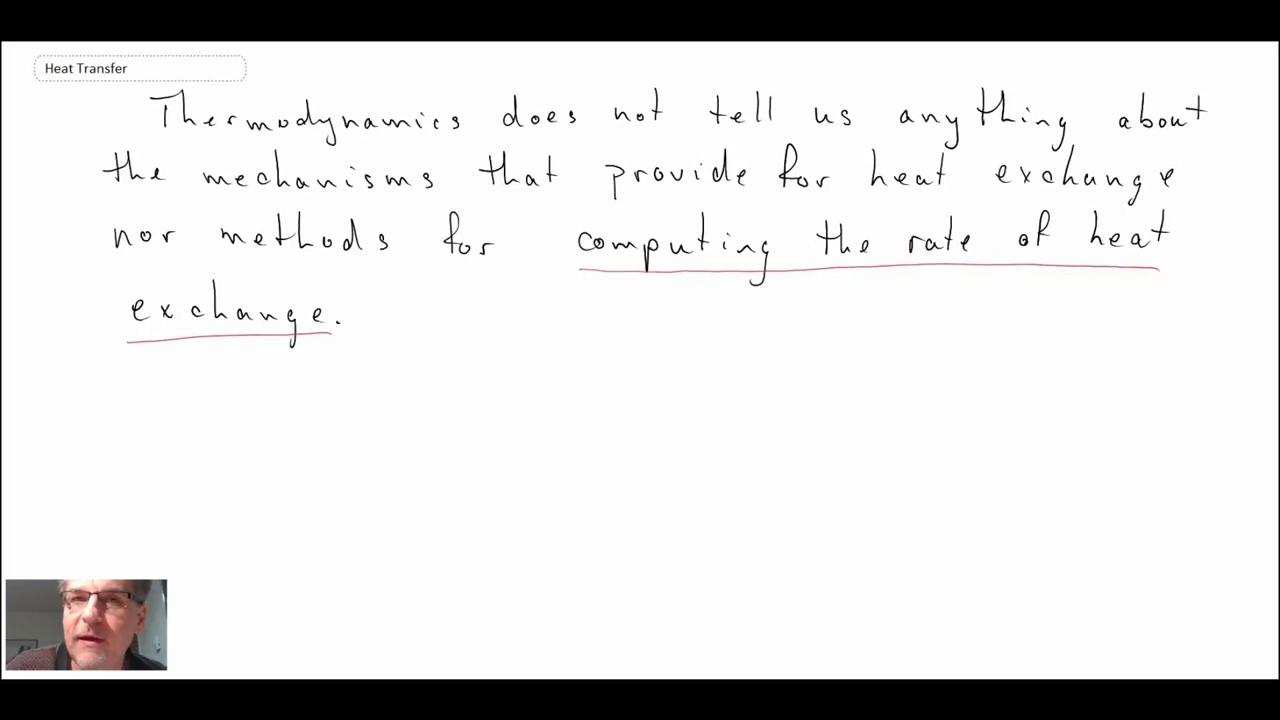 Heat Transfer
Thermodynamics does not tell us anything about
the mechanisms that provide for heat exchange
nor methods for computing the rate of heat
exchange.